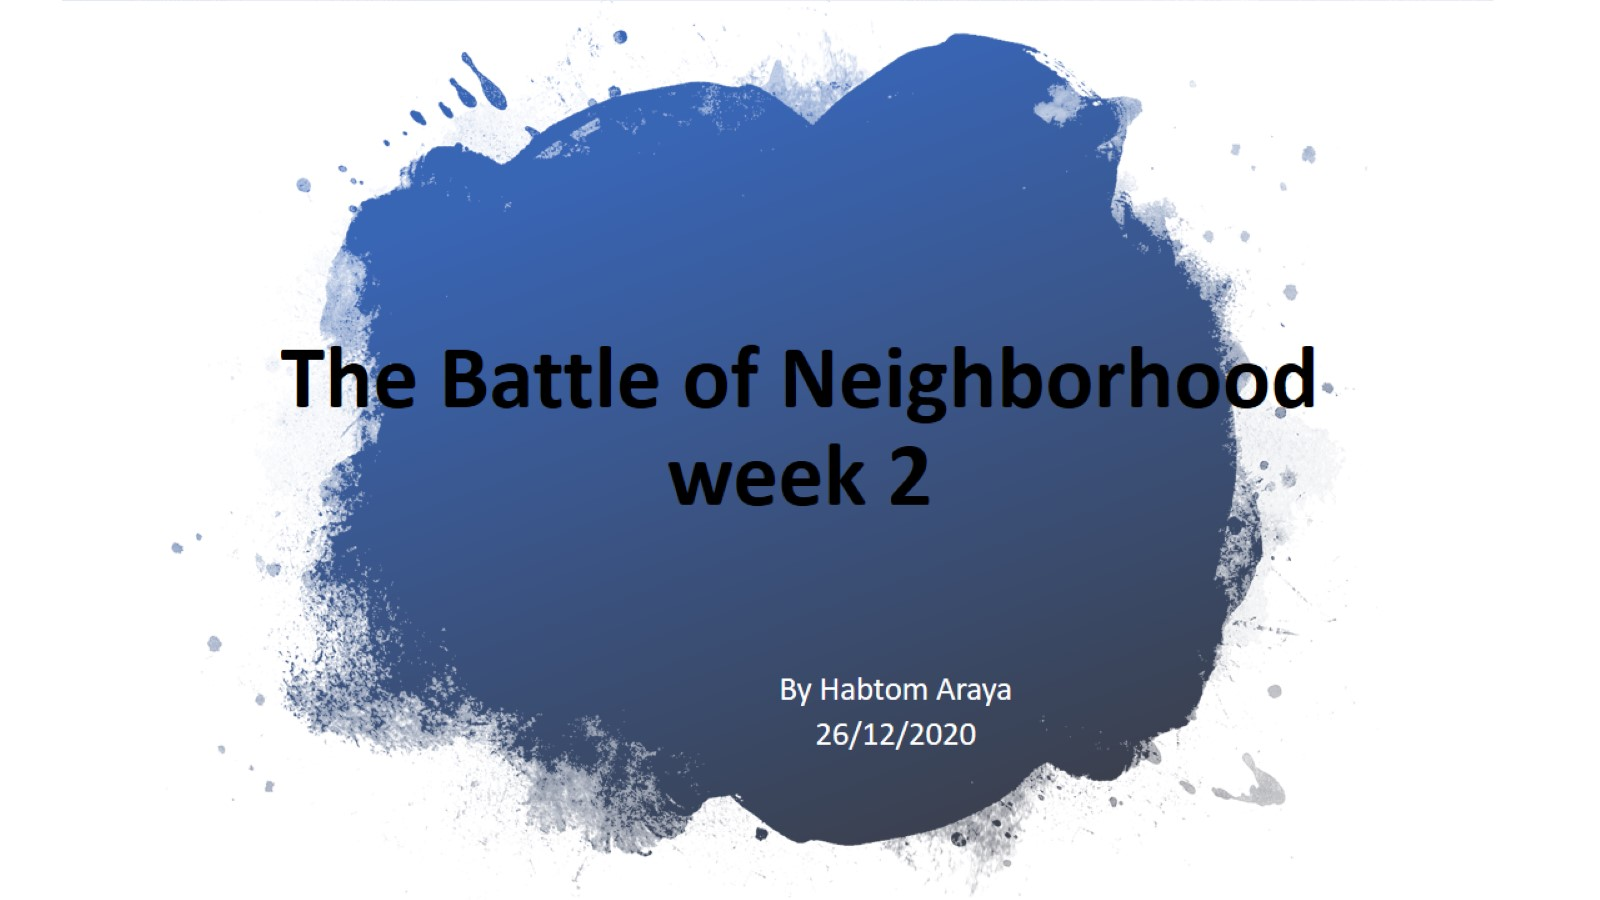 The Battle of Neighborhood
week 2
By Habtom Araya
26/12/2020